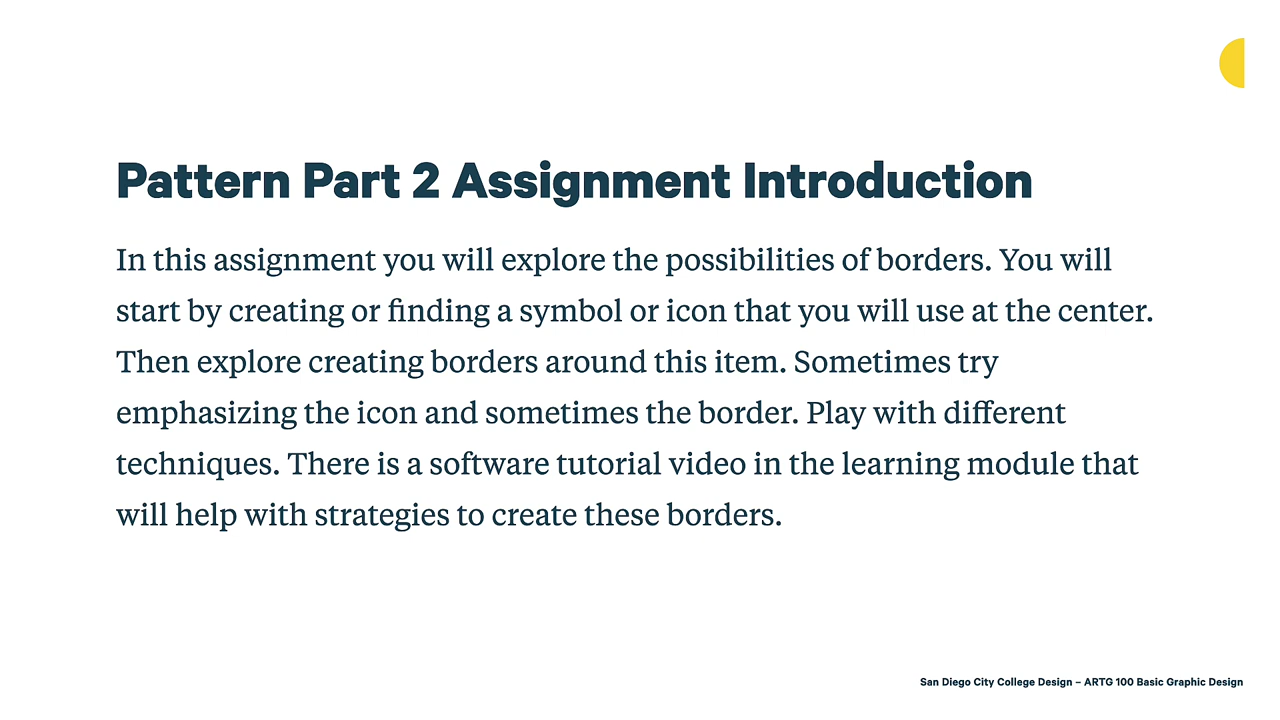 Pattern Part 2 Assignment Introduction
In this assignment you will explore the possibilities of borders. You will
start by creating or finding a symbol or icon that you will use at the center.
Then explore creating borders around this item. Sometimes try
emphasizing the icon and sometimes the border. Play with different
techniques. There is a software tutorial video in the learning module that
will help with strategies to create these borders.
San Diego City College Design – ARTG 100 Basic Graphic Design